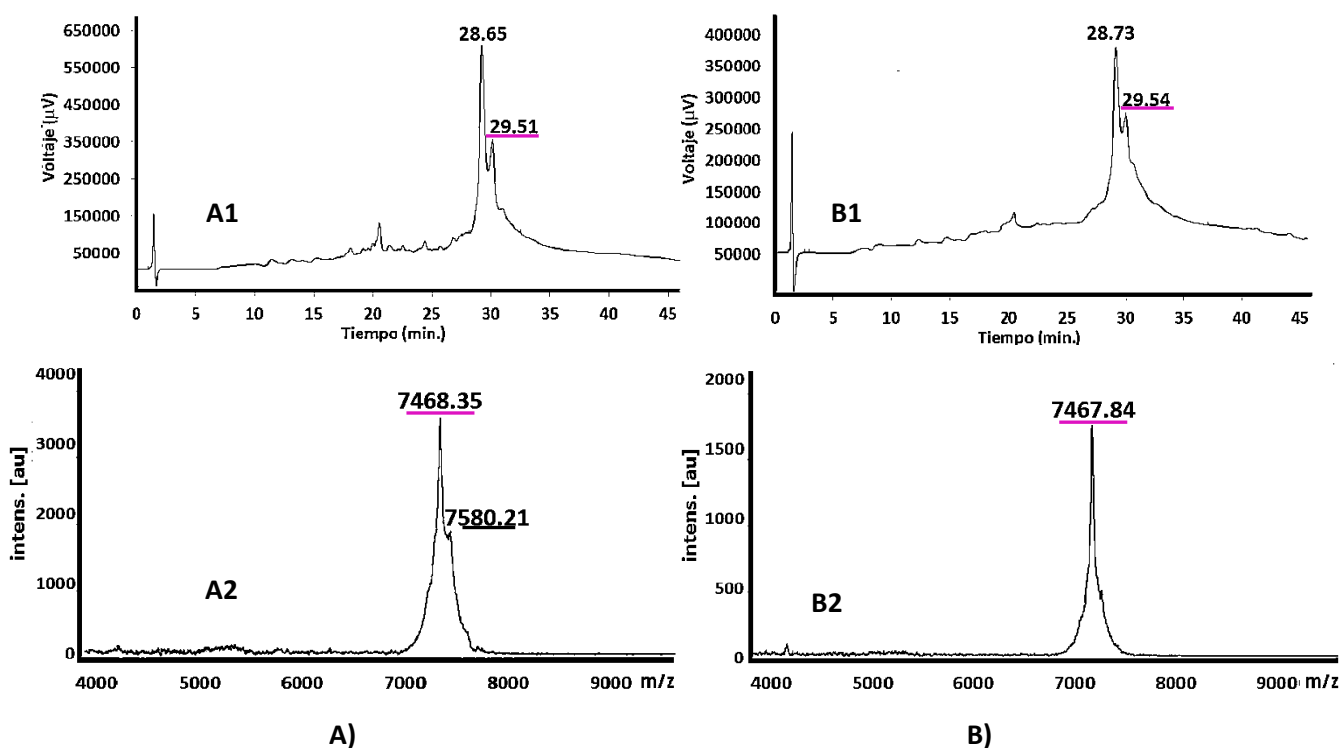 650000
28.65
550000
450000
29.51
350000
250000
150000
50000
Vóltaje (µV)
A1
0 5 10 15 20 25 30 35 40 45
Tiempo (min.)
400000
28.73
350000
29.54
300000
250000
200000
150000
100000
50000
Voltaje (µV)
B1
0 5 10 15 20 25 30 35 40 45
Tiempo (min.)
4000
7468.35
3000
7580.21
2000
1000
0
intens. [au]
A2
4000 5000 6000 7000 8000 9000 m/z
A)
2000
7467.84
1500
1000
500
0
intens. [au]
B2
4000 5000 6000 7000 8000 9000 m/z
B)